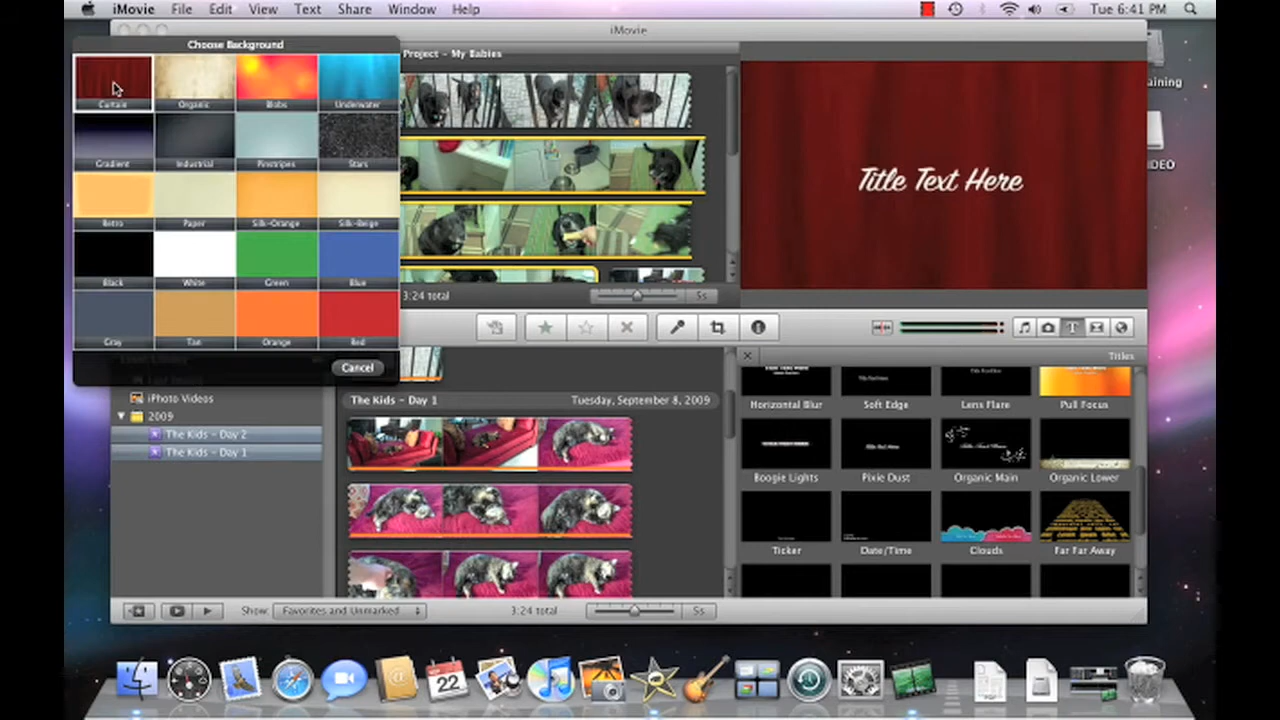 iMovie File Edit View Text Share Window Help Tue 6:41 PM
iMovie
Choose Background
Project - My Babies
Curtain Organic Blobs Underwater
Gradient Industrial Pinstripes Stars
Retro Paper Silk-Orange Silk-Beige
Black White Green Blue
Gray Tan Orange Red
Cancel
Title Text Here
aining
IDEO
3:24 total 5s
Titles
Horizontal Blur Soft Edge Lens Flare Pull Focus
Boogie Lights Pixie Dust Organic Main Organic Lower
Ticker Date/Time Clouds Far Far Away
iPhoto Videos
2009
The Kids - Day 2
The Kids - Day 1
The Kids - Day 1 Tuesday, September 8, 2009
Show: Favorites and Unmarked 3:24 total 5s
22